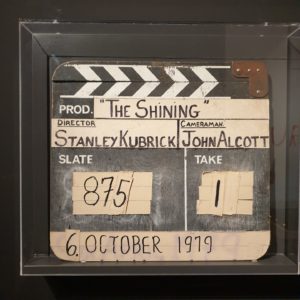 PROD. "THE SHINING"
DIRECTOR CAMERAMAN
STANLEY KUBRICK JOHN ALCOTT
SLATE TAKE
875 1
6. OCTOBER 1979